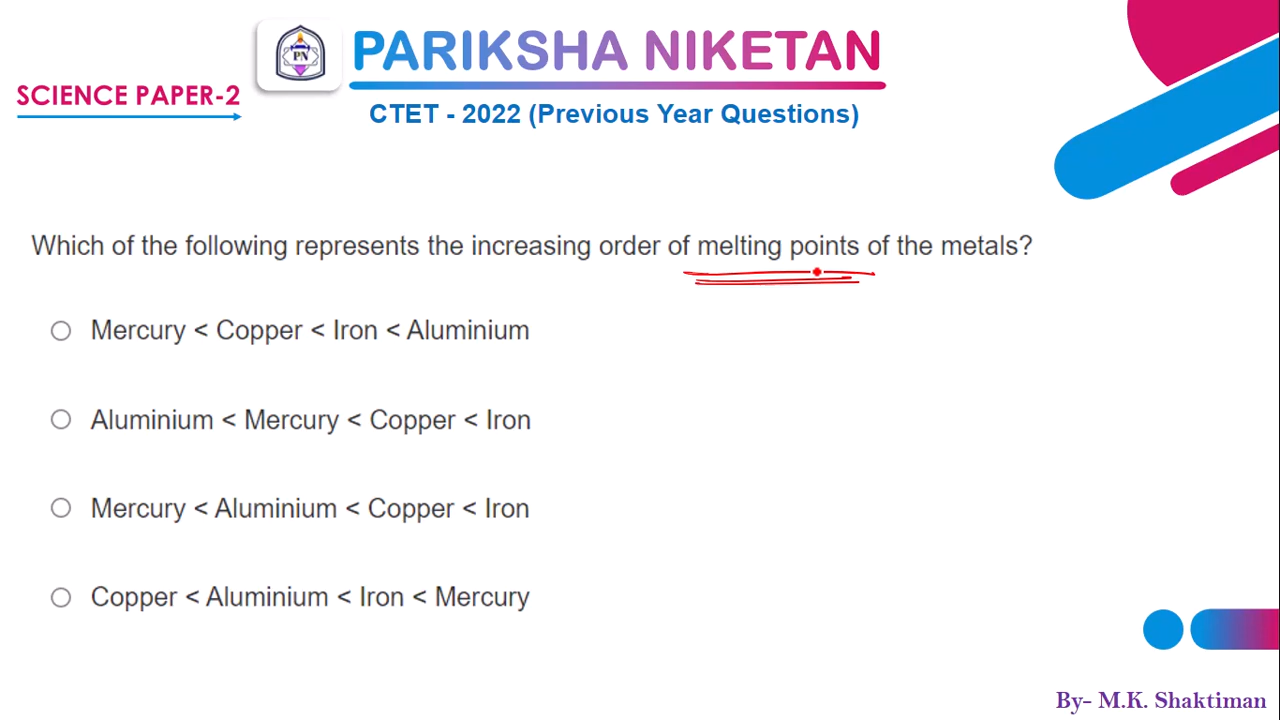 PN
PARIKSHA NIKETAN
SCIENCE PAPER-2
CTET - 2022 (Previous Year Questions)
Which of the following represents the increasing order of melting points of the metals?
Mercury < Copper < Iron < Aluminium
Aluminium < Mercury < Copper < Iron
Mercury < Aluminium < Copper < Iron
Copper < Aluminium < Iron < Mercury
By- M.K. Shaktiman